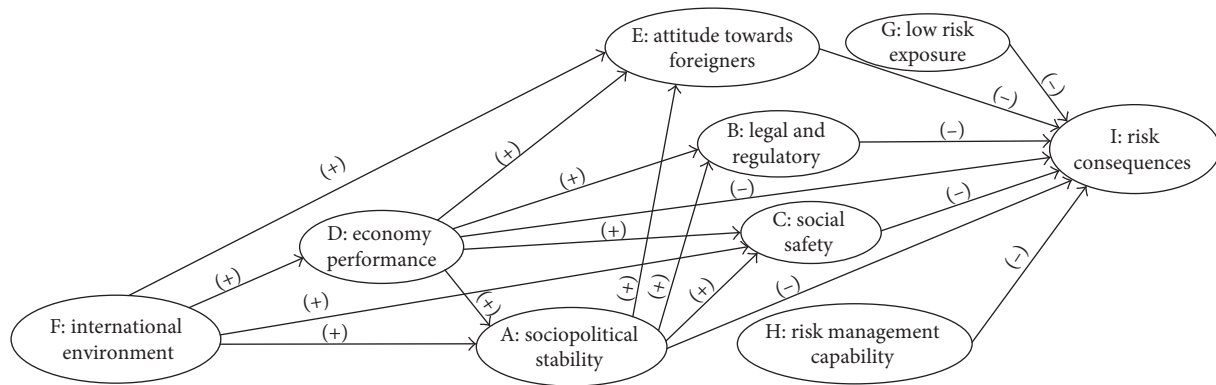 E: attitude towards
foreigners
G: low risk
exposure
(–)
(–)
B: legal and
regulatory
(–)
I: risk
consequences
(+)
(+)
(+)
(–)
(–)
C: social
safety
D: economy
performance
(+)
(+)
(+)
(+)
(+)
(+)
(+)
(–)
(–)
F: international
environment
(+)
(+)
A: sociopolitical
stability
H: risk management
capability